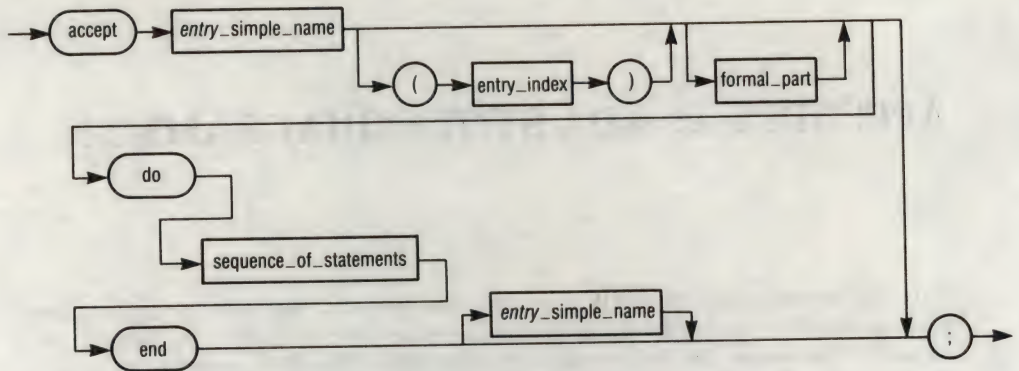 accept entry_simple_name
( entry_index ) formal_part
do
sequence_of_statements
entry_simple_name
end ;